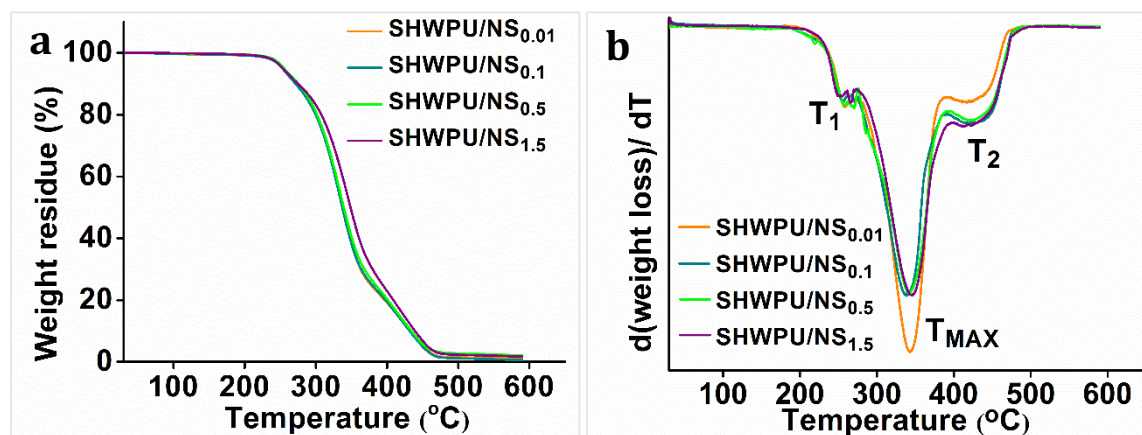 a
SHWPU/NS0.01
SHWPU/NS0.1
SHWPU/NS0.5
SHWPU/NS1.5
Weight residue (%)
100
80
60
40
20
0
100 200 300 400 500 600
Temperature (oC)
b
T1
T2
TMAX
SHWPU/NS0.01
SHWPU/NS0.1
SHWPU/NS0.5
SHWPU/NS1.5
d(weight loss)/ dT
100 200 300 400 500 600
Temperature (oC)